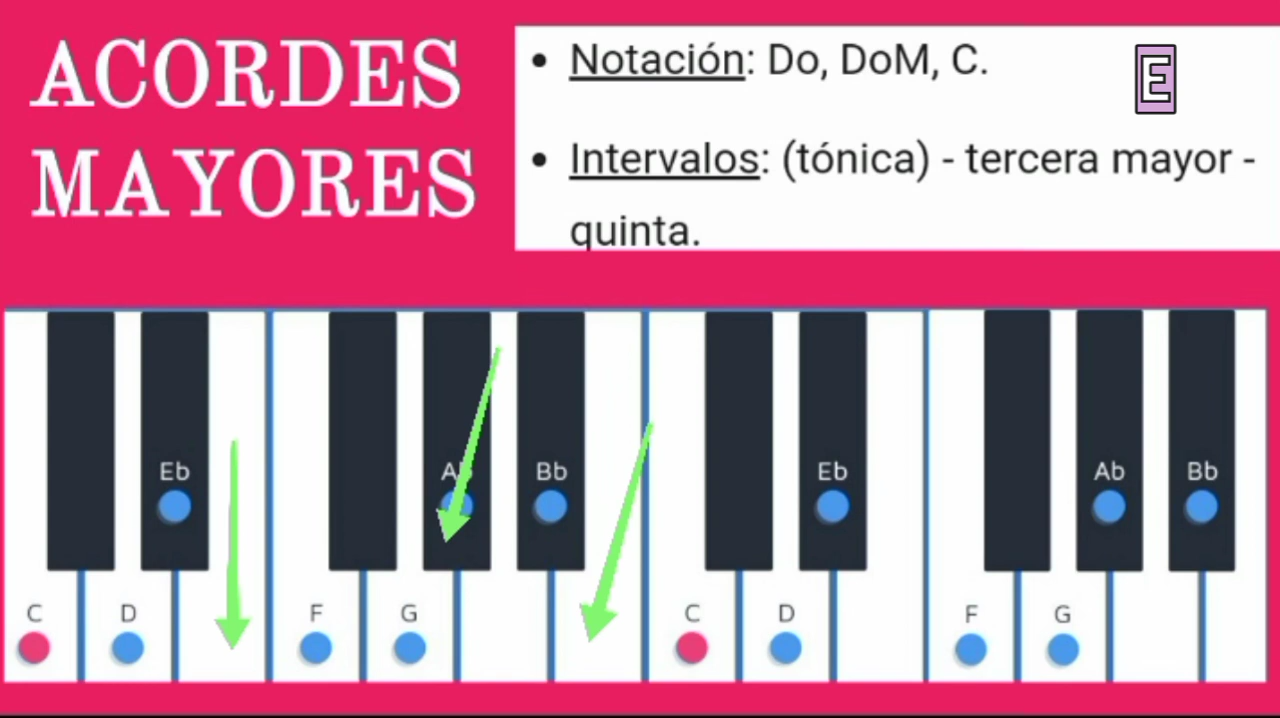 ACORDES
MAYORES
Notación: Do, DoM, C.
E
Intervalos: (tónica) - tercera mayor -
quinta.
Eb Ab Bb Eb Ab Bb
C D F G C D F G